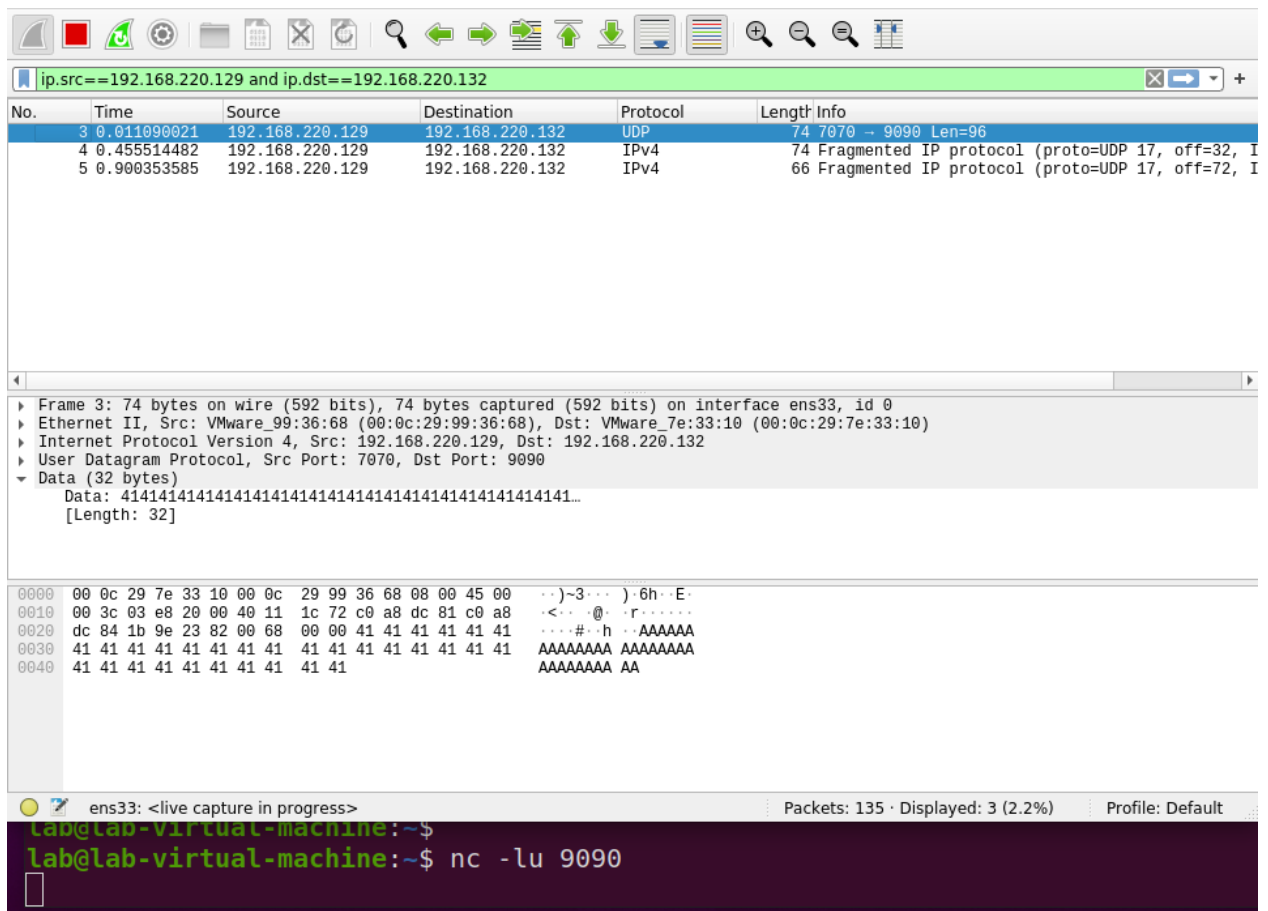 ip.src==192.168.220.129 and ip.dst==192.168.220.132
No. Time Source Destination Protocol Length Info
3 0.011090021 192.168.220.129 192.168.220.132 UDP 74 7070 → 9090 Len=96
4 0.455514482 192.168.220.129 192.168.220.132 IPv4 74 Fragmented IP protocol (proto=UDP 17, off=32, I
5 0.900353585 192.168.220.129 192.168.220.132 IPv4 66 Fragmented IP protocol (proto=UDP 17, off=72, I
Frame 3: 74 bytes on wire (592 bits), 74 bytes captured (592 bits) on interface ens33, id 0
Ethernet II, Src: VMware_99:36:68 (00:0c:29:99:36:68), Dst: VMware_7e:33:10 (00:0c:29:7e:33:10)
Internet Protocol Version 4, Src: 192.168.220.129, Dst: 192.168.220.132
User Datagram Protocol, Src Port: 7070, Dst Port: 9090
Data (32 bytes)
Data: 414141414141414141414141414141414141414141414141…
[Length: 32]
0000 00 0c 29 7e 33 10 00 0c 29 99 36 68 08 00 45 00 ··)~3··· )·6h··E·
0010 00 3c 03 e8 20 00 40 11 1c 72 c0 a8 dc 81 c0 a8 ·<·· ·@· ·r······
0020 dc 84 1b 9e 23 82 00 68 00 00 41 41 41 41 41 41 ····#··h ··AAAAAA
0030 41 41 41 41 41 41 41 41 41 41 41 41 41 41 41 41 AAAAAAAA AAAAAAAA
0040 41 41 41 41 41 41 41 41 41 41 AAAAAAAA AA
ens33: <live capture in progress> Packets: 135 · Displayed: 3 (2.2%) Profile: Default
lab@lab-virtual-machine:~$
lab@lab-virtual-machine:~$ nc -lu 9090